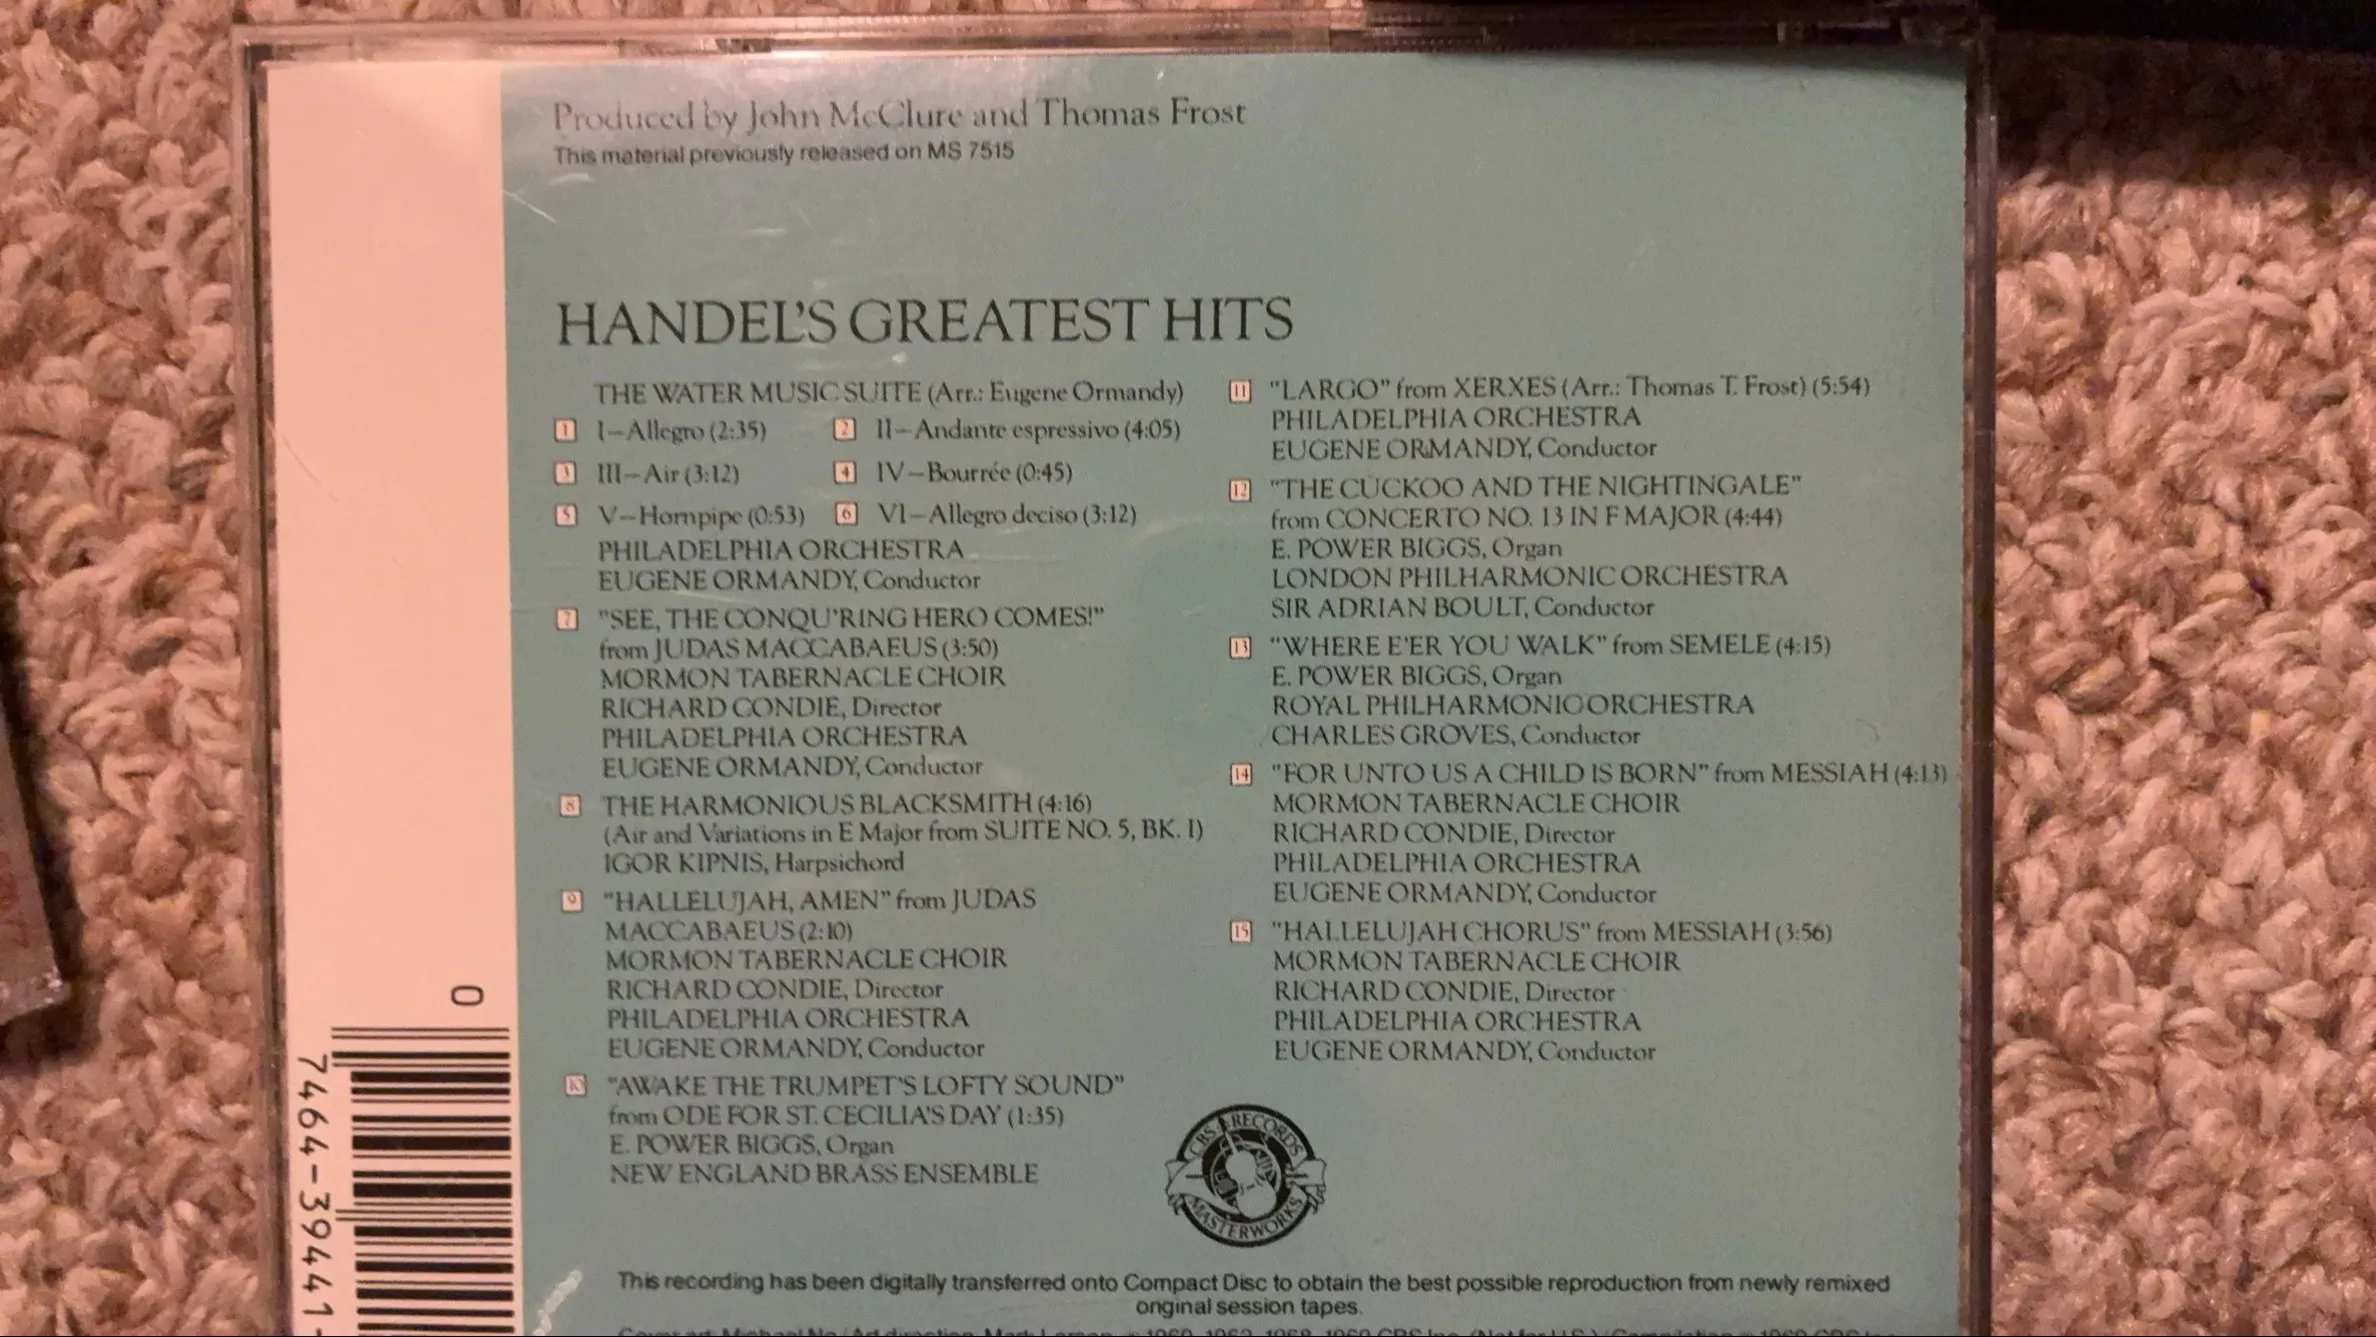 Produced by John McClure and Thomas Frost
This material previously released on MS 7515
HANDEL'S GREATEST HITS
THE WATER MUSIC SUITE (Arr.: Eugene Ormandy)
1 I–Allegro (2:35) 2 II–Andante espressivo (4:05)
3 III–Air (3:12) 4 IV–Bourrée (0:45)
5 V–Hornpipe (0:53) 6 VI–Allegro deciso (3:12)
PHILADELPHIA ORCHESTRA
EUGENE ORMANDY, Conductor
7 "SEE, THE CONQU'RING HERO COMES!"
from JUDAS MACCABAEUS (3:50)
MORMON TABERNACLE CHOIR
RICHARD CONDIE, Director
PHILADELPHIA ORCHESTRA
EUGENE ORMANDY, Conductor
8 THE HARMONIOUS BLACKSMITH (4:16)
(Air and Variations in E Major from SUITE NO. 5, BK. I)
IGOR KIPNIS, Harpsichord
9 "HALLELUJAH, AMEN" from JUDAS
MACCABAEUS (2:10)
MORMON TABERNACLE CHOIR
RICHARD CONDIE, Director
PHILADELPHIA ORCHESTRA
EUGENE ORMANDY, Conductor
10 "AWAKE THE TRUMPET'S LOFTY SOUND"
from ODE FOR ST. CECILIA'S DAY (1:35)
E. POWER BIGGS, Organ
NEW ENGLAND BRASS ENSEMBLE
11 "LARGO" from XERXES (Arr.: Thomas T. Frost) (5:54)
PHILADELPHIA ORCHESTRA
EUGENE ORMANDY, Conductor
12 "THE CUCKOO AND THE NIGHTINGALE"
from CONCERTO NO. 13 IN F MAJOR (4:44)
E. POWER BIGGS, Organ
LONDON PHILHARMONIC ORCHESTRA
SIR ADRIAN BOULT, Conductor
13 "WHERE E'ER YOU WALK" from SEMELE (4:15)
E. POWER BIGGS, Organ
ROYAL PHILHARMONIC ORCHESTRA
CHARLES GROVES, Conductor
14 "FOR UNTO US A CHILD IS BORN" from MESSIAH (4:13)
MORMON TABERNACLE CHOIR
RICHARD CONDIE, Director
PHILADELPHIA ORCHESTRA
EUGENE ORMANDY, Conductor
15 "HALLELUJAH CHORUS" from MESSIAH (3:56)
MORMON TABERNACLE CHOIR
RICHARD CONDIE, Director
PHILADELPHIA ORCHESTRA
EUGENE ORMANDY, Conductor
CBS RECORDS
MASTERWORKS
This recording has been digitally transferred onto Compact Disc to obtain the best possible reproduction from newly remixed
original session tapes.
0
7464-39441-